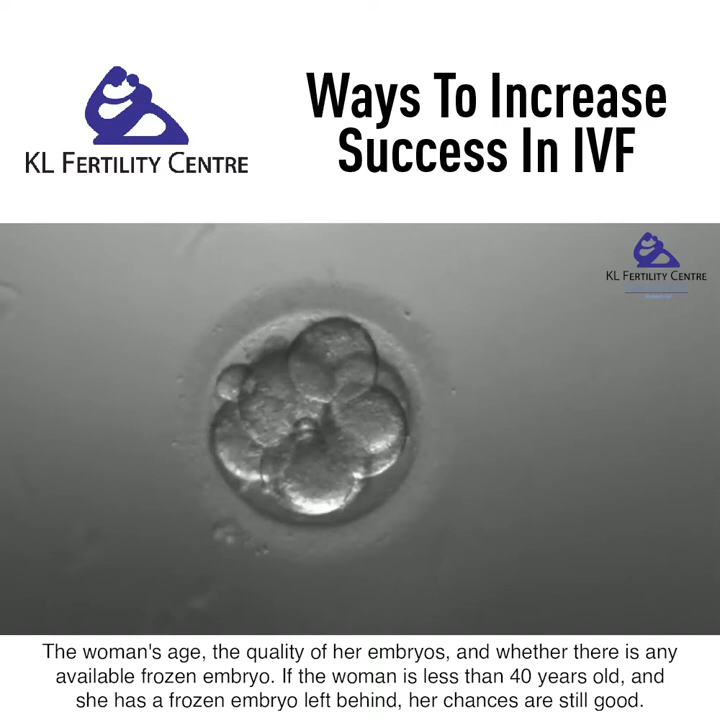 Ways To Increase
Success In IVF
KL FERTILITY CENTRE
KL FERTILITY CENTRE
The woman's age, the quality of her embryos, and whether there is any
available frozen embryo. If the woman is less than 40 years old, and
she has a frozen embryo left behind, her chances are still good.